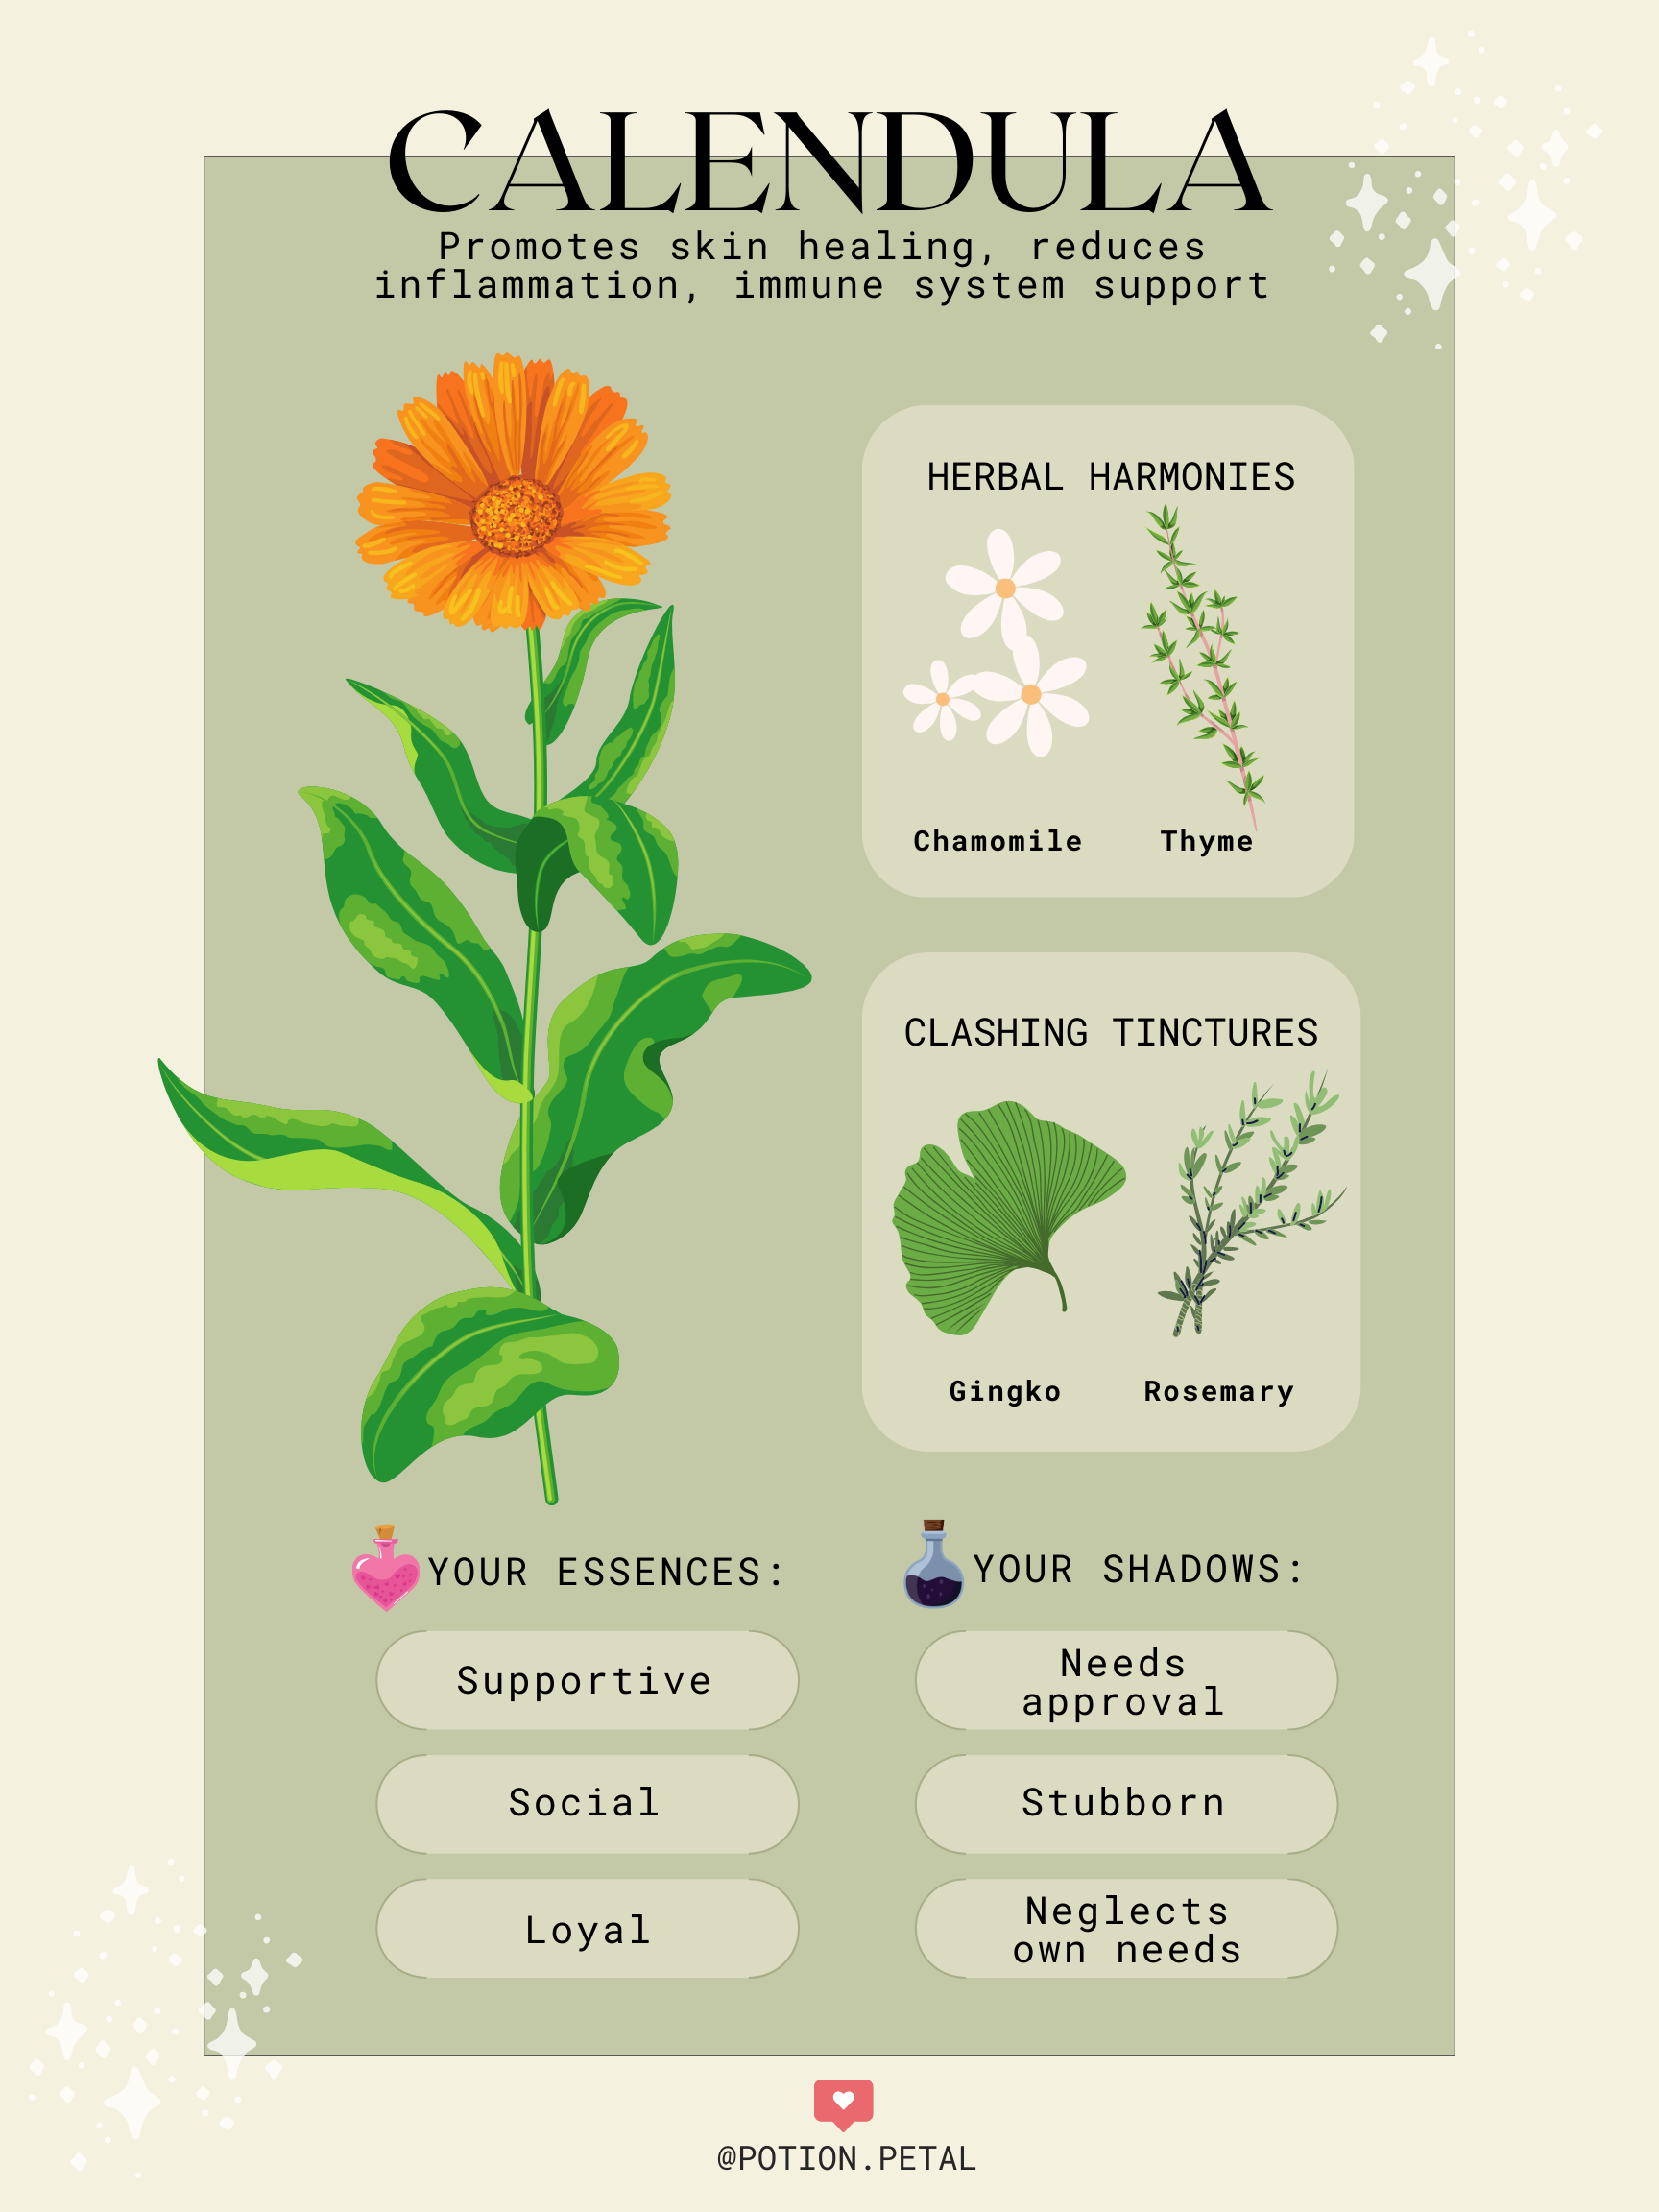 CALENDULA
Promotes skin healing, reduces
inflammation, immune system support
HERBAL HARMONIES
Chamomile
Thyme
CLASHING TINCTURES
Gingko
Rosemary
YOUR ESSENCES:
Supportive
Social
Loyal
YOUR SHADOWS:
Needs
approval
Stubborn
Neglects
own needs
@POTION.PETAL